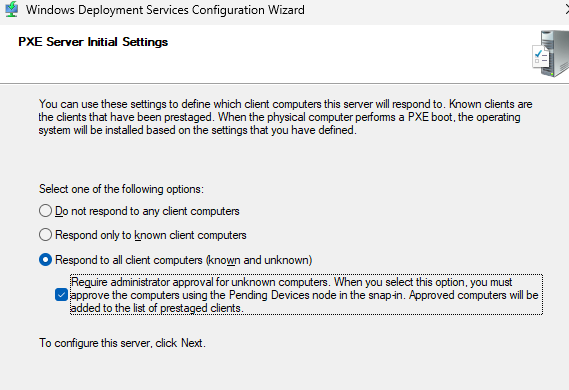 Windows Deployment Services Configuration Wizard
PXE Server Initial Settings
You can use these settings to define which client computers this server will respond to. Known clients are
the clients that have been prestaged. When the physical computer performs a PXE boot, the operating
system will be installed based on the settings that you have defined.
Select one of the following options:
Do not respond to any client computers
Respond only to known client computers
Respond to all client computers (known and unknown)
Require administrator approval for unknown computers. When you select this option, you must
approve the computers using the Pending Devices node in the snap-in. Approved computers will be
added to the list of prestaged clients.
To configure this server, click Next.